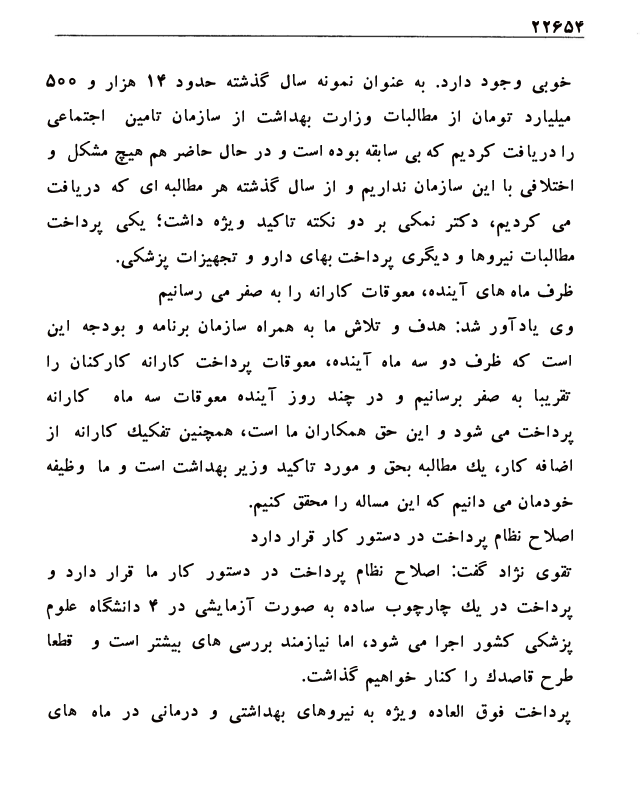 ۲۲۶۵۴
خوبی وجود دارد. به عنوان نمونه سال گذشته حدود ۱۴ هزار و ۵۰۰
میلیارد تومان از مطالبات وزارت بهداشت از سازمان تامین اجتماعی
را دریافت کردیم که بی سابقه بوده است و در حال حاضر هم هیچ مشکل و
اختلافی با این سازمان نداریم و از سال گذشته هر مطالبه ای که دریافت
می کردیم، دکتر نمکی بر دو نکته تاکید ویژه داشت؛ یکی پرداخت
مطالبات نیروها و دیگری پرداخت بهای دارو و تجهیزات پزشکی.
ظرف ماه های آینده، معوقات کارانه را به صفر می رسانیم
وی یادآور شد: هدف و تلاش ما به همراه سازمان برنامه و بودجه این
است که ظرف دو سه ماه آینده، معوقات پرداخت کارانه کارکنان را
تقریبا به صفر برسانیم و در چند روز آینده معوقات سه ماه کارانه
پرداخت می شود و این حق همکاران ما است، همچنین تفکیك کارانه از
اضافه کار، یك مطالبه بحق و مورد تاکید وزیر بهداشت است و ما وظیفه
خودمان می دانیم که این مساله را محقق کنیم.
اصلاح نظام پرداخت در دستور کار قرار دارد
تقوی نژاد گفت: اصلاح نظام پرداخت در دستور کار ما قرار دارد و
پرداخت در یك چارچوب ساده به صورت آزمایشی در ۴ دانشگاه علوم
پزشکی کشور اجرا می شود، اما نیازمند بررسی های بیشتر است و قطعا
طرح قاصدك را کنار خواهیم گذاشت.
پرداخت فوق العاده ویژه به نیروهای بهداشتی و درمانی در ماه های